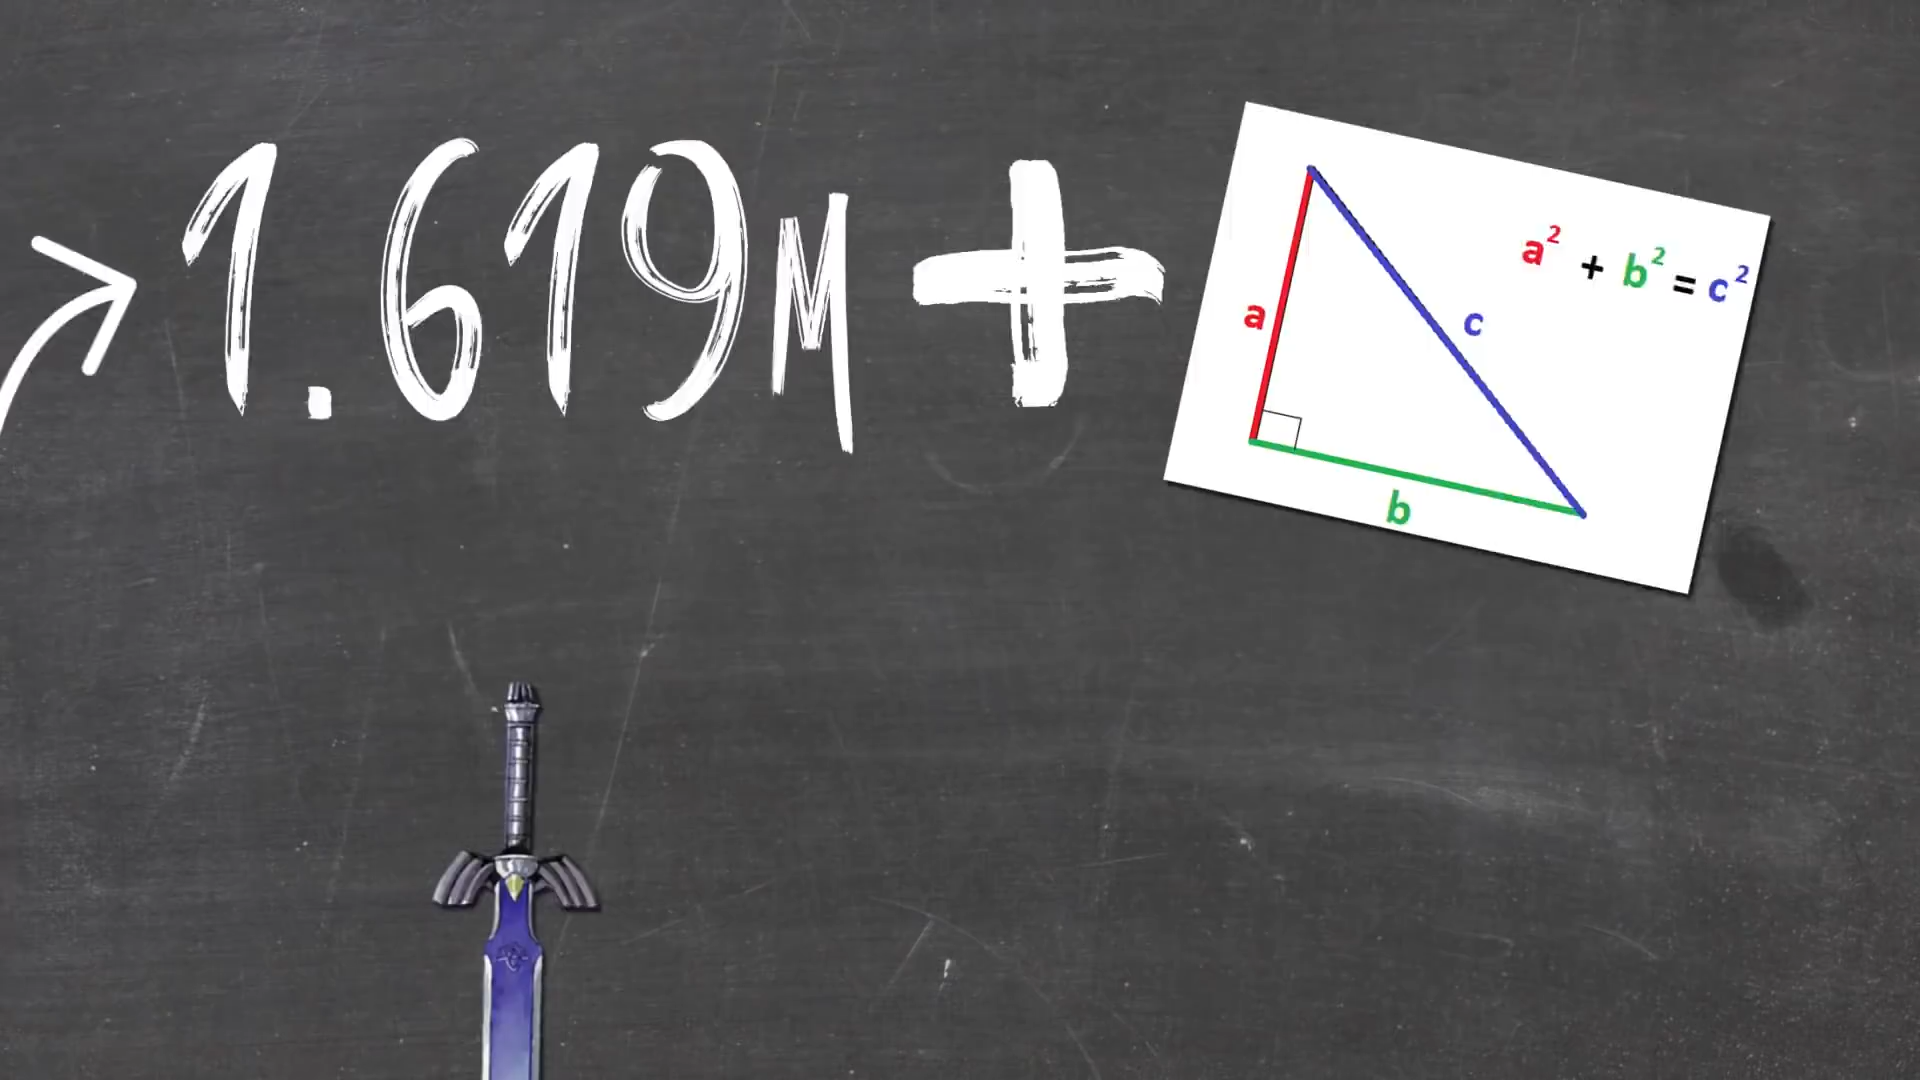 1.619M +
a² + b² = c²
a
c
b